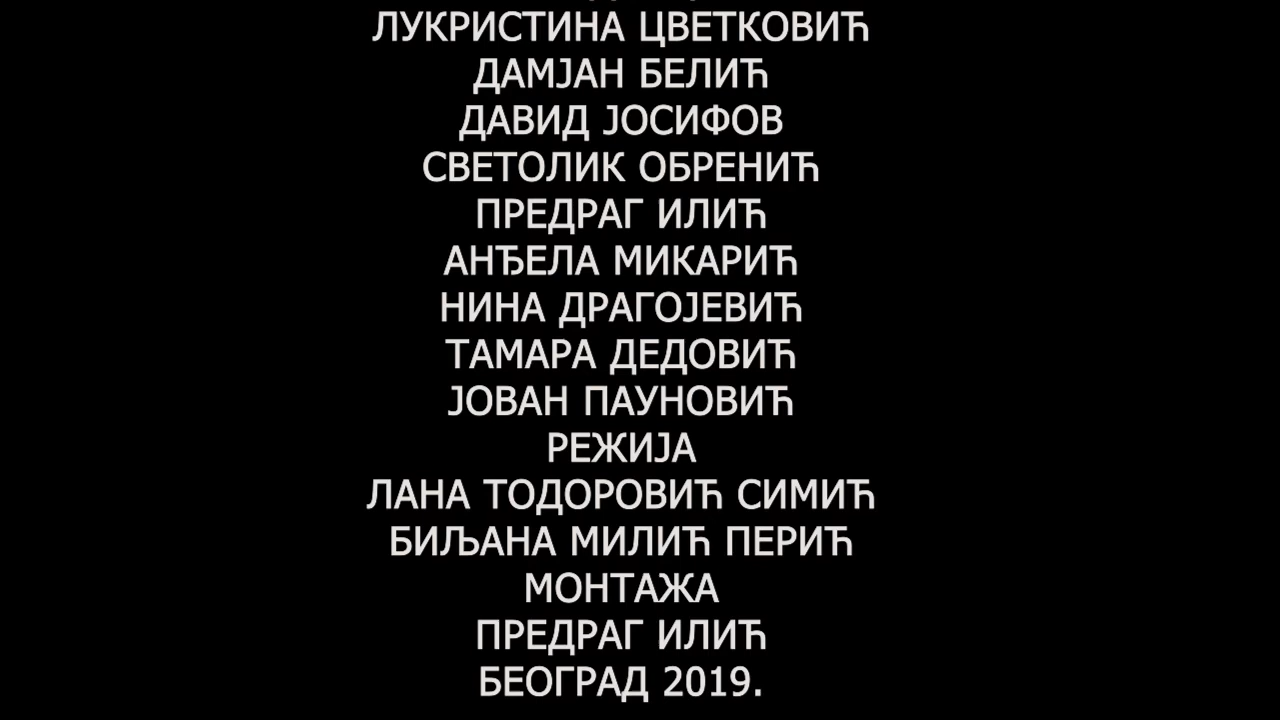 ЛУКРИСТИНА ЦВЕТКОВИЋ
ДАМЈАН БЕЛИЋ
ДАВИД ЈОСИФОВ
СВЕТОЛИК ОБРЕНИЋ
ПРЕДРАГ ИЛИЋ
АНЂЕЛА МИКАРИЋ
НИНА ДРАГОЈЕВИЋ
ТАМАРА ДЕДОВИЋ
ЈОВАН ПАУНОВИЋ
РЕЖИЈА
ЛАНА ТОДОРОВИЋ СИМИЋ
БИЉАНА МИЛИЋ ПЕРИЋ
МОНТАЖА
ПРЕДРАГ ИЛИЋ
БЕОГРАД 2019.